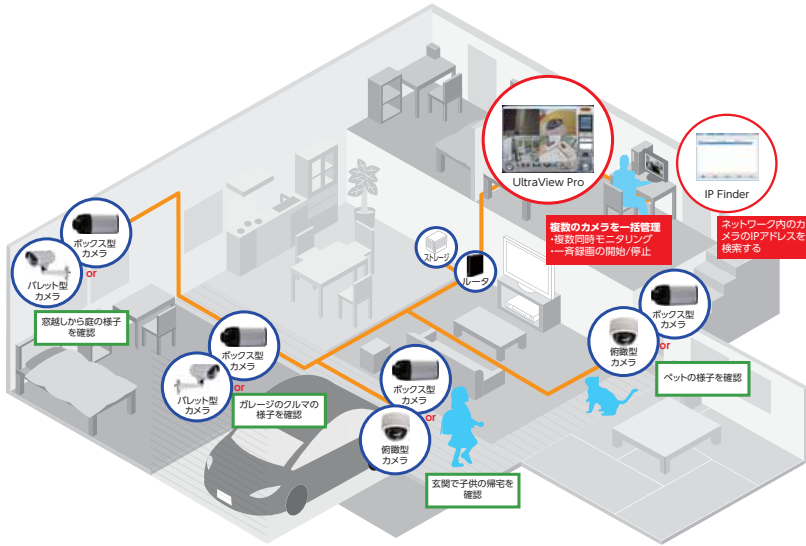 UltraView Pro
IP Finder
複数のカメラを一括管理
・複数同時モニタリング
・一斉録画の開始/停止
ネットワーク内のカ
メラのIPアドレスを
検索する
ボックス型
カメラ
or
バレット型
カメラ
窓越しから庭の様子
を確認
ストレージ
ルータ
ボックス型
カメラ
or
俯瞰型
カメラ
ペットの様子を確認
ボックス型
カメラ
or
バレット型
カメラ
ガレージのクルマの
様子を確認
ボックス型
カメラ
or
俯瞰型
カメラ
玄関で子供の帰宅を
確認